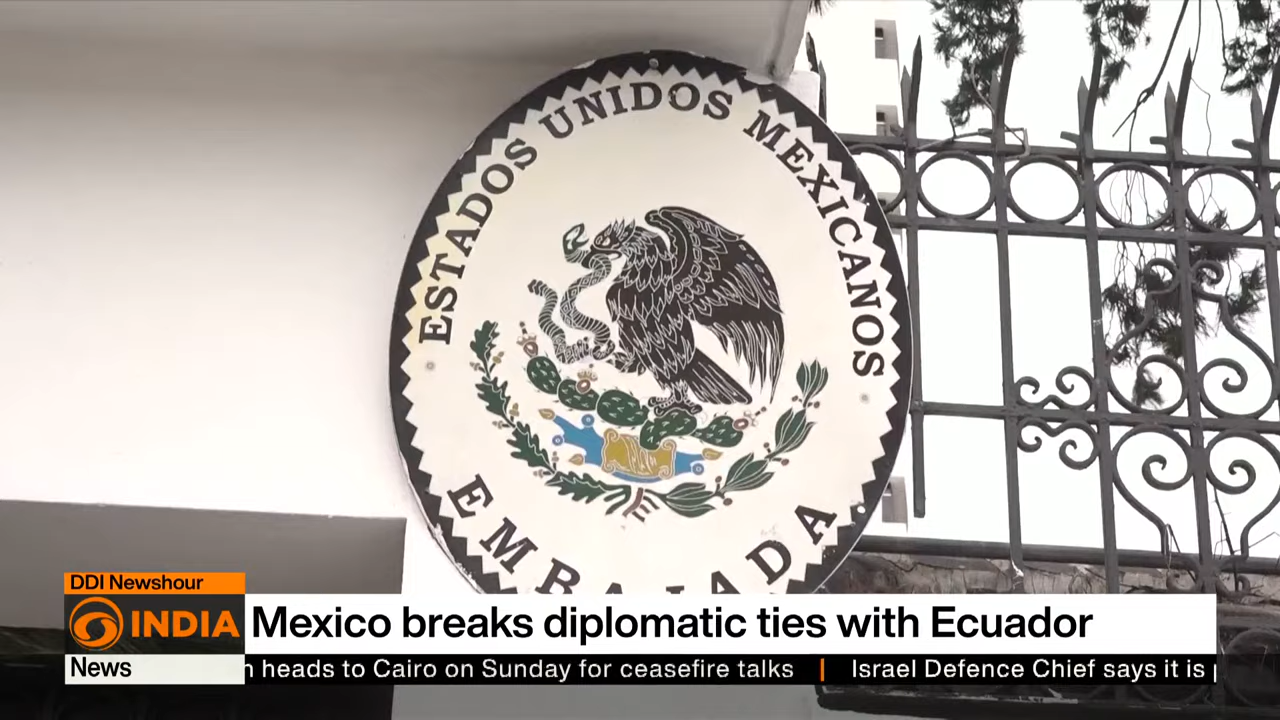 ESTADOS UNIDOS MEXICANOS
EMBAJADA
DDI Newshour
INDIA
Mexico breaks diplomatic ties with Ecuador
News
heads to Cairo on Sunday for ceasefire talks | Israel Defence Chief says it is